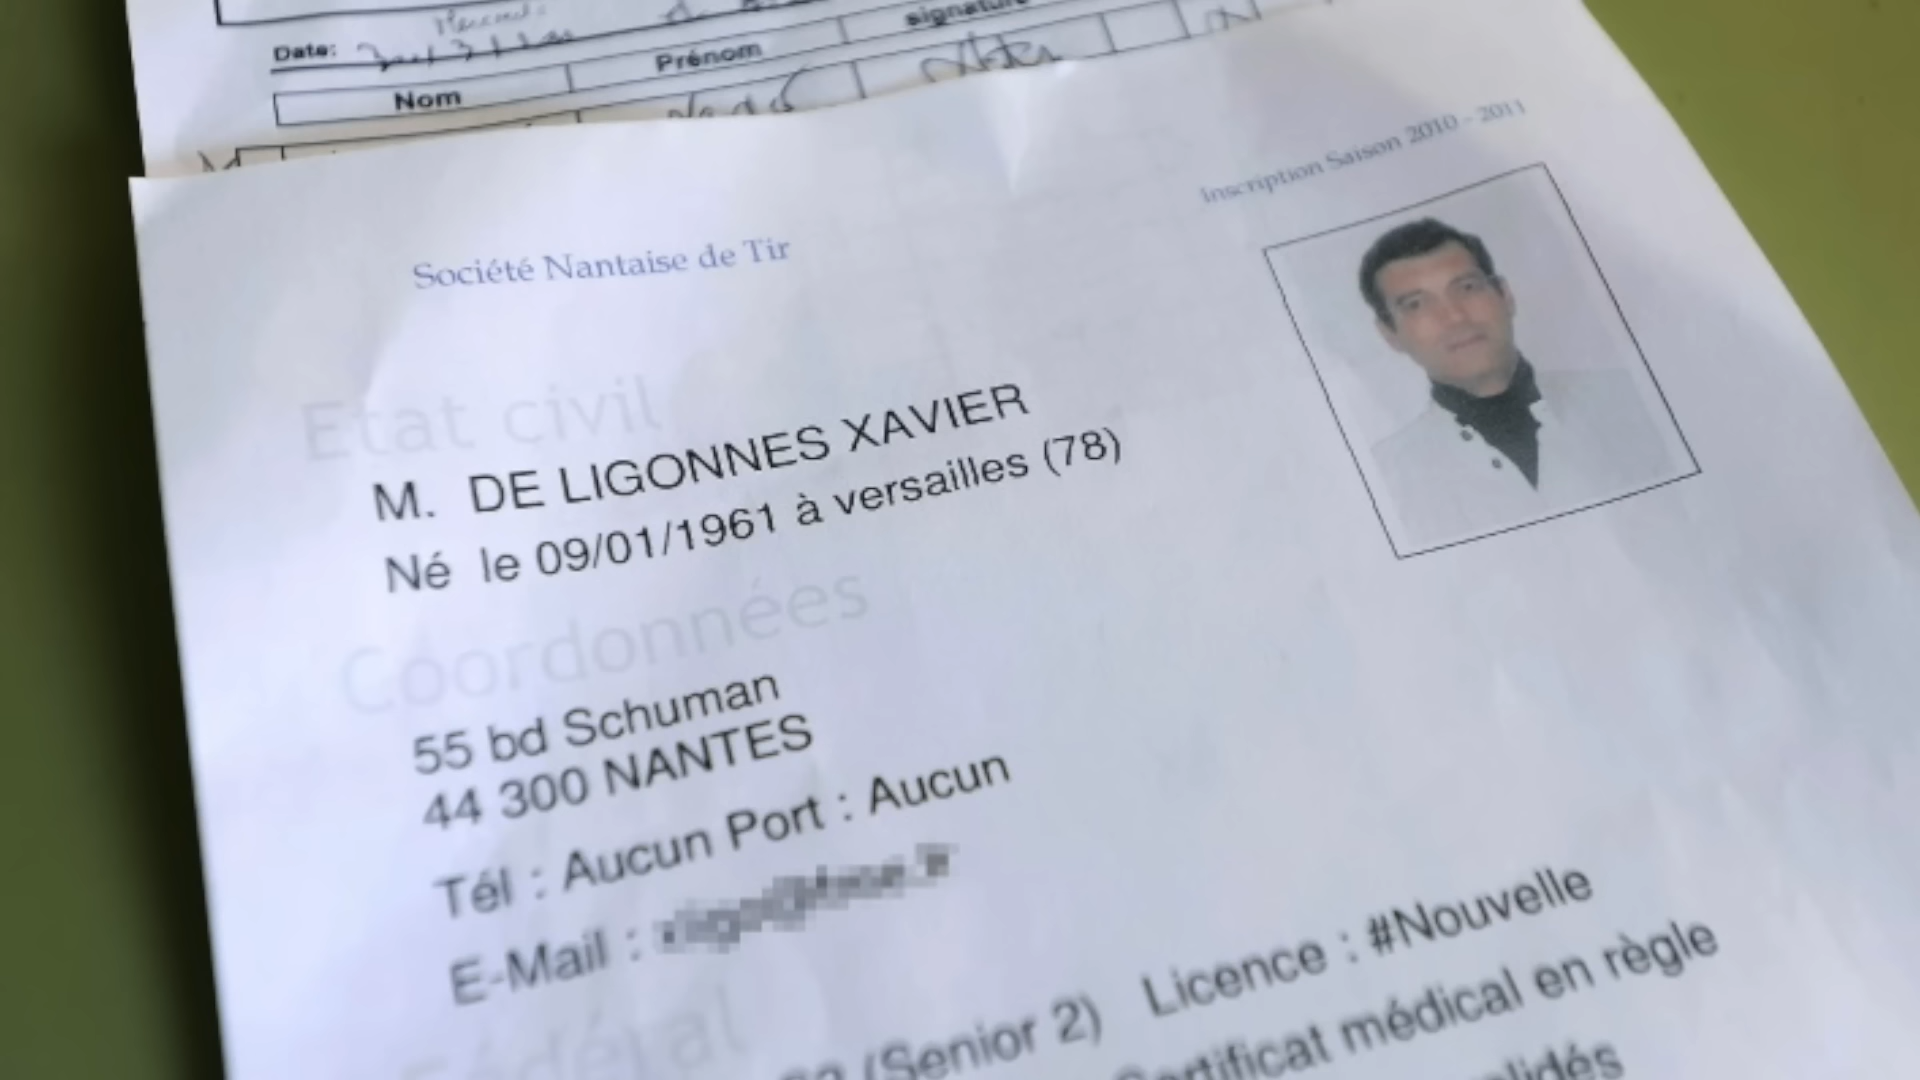 Date:
signature
Prénom
Nom
Inscription Saison 2010 - 2011
Société Nantaise de Tir
Etat civil
M. DE LIGONNES XAVIER
Né le 09/01/1961 à versailles (78)
Coordonnées
55 bd Schuman
44 300 NANTES
Tél : Aucun Port : Aucun
E-Mail :
Fédéral
(Senior 2) Licence : #Nouvelle
Certificat médical en règle